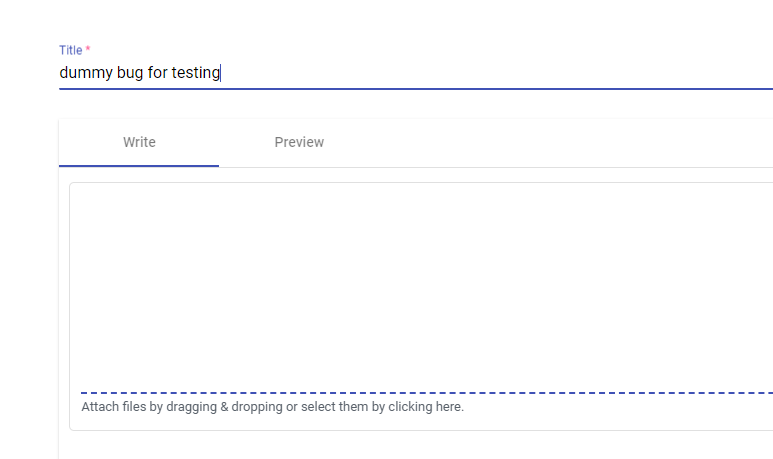 Title *
dummy bug for testing
Write Preview
Attach files by dragging & dropping or select them by clicking here.